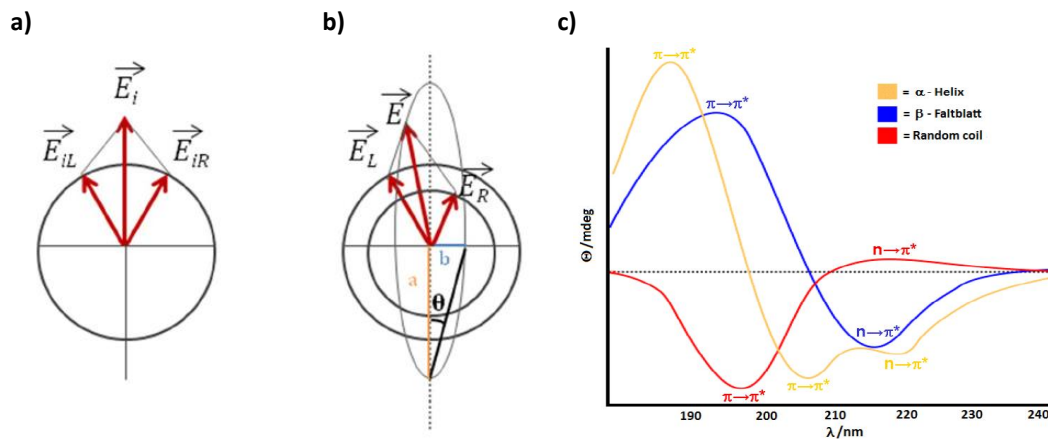 a)
E_i
E_iL
E_iR
b)
E
E_L
E_R
b
a
θ
c)
π→π*
π→π*
= α - Helix
= β - Faltblatt
= Random coil
Θ/mdeg
n→π*
n→π*
n→π*
π→π*
π→π*
190 200 210 220 230 240
λ/nm